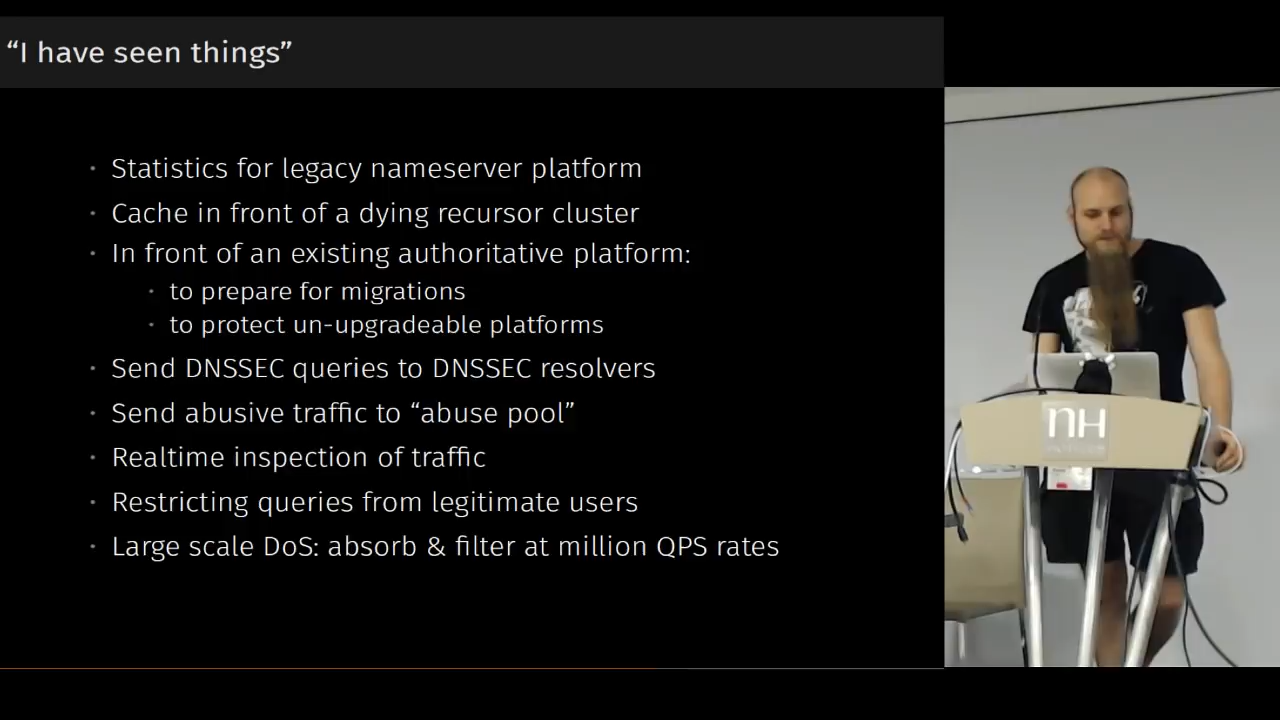 “I have seen things”
· Statistics for legacy nameserver platform
· Cache in front of a dying recursor cluster
· In front of an existing authoritative platform:
· to prepare for migrations
· to protect un-upgradeable platforms
· Send DNSSEC queries to DNSSEC resolvers
· Send abusive traffic to “abuse pool”
· Realtime inspection of traffic
· Restricting queries from legitimate users
· Large scale DoS: absorb & filter at million QPS rates
nH